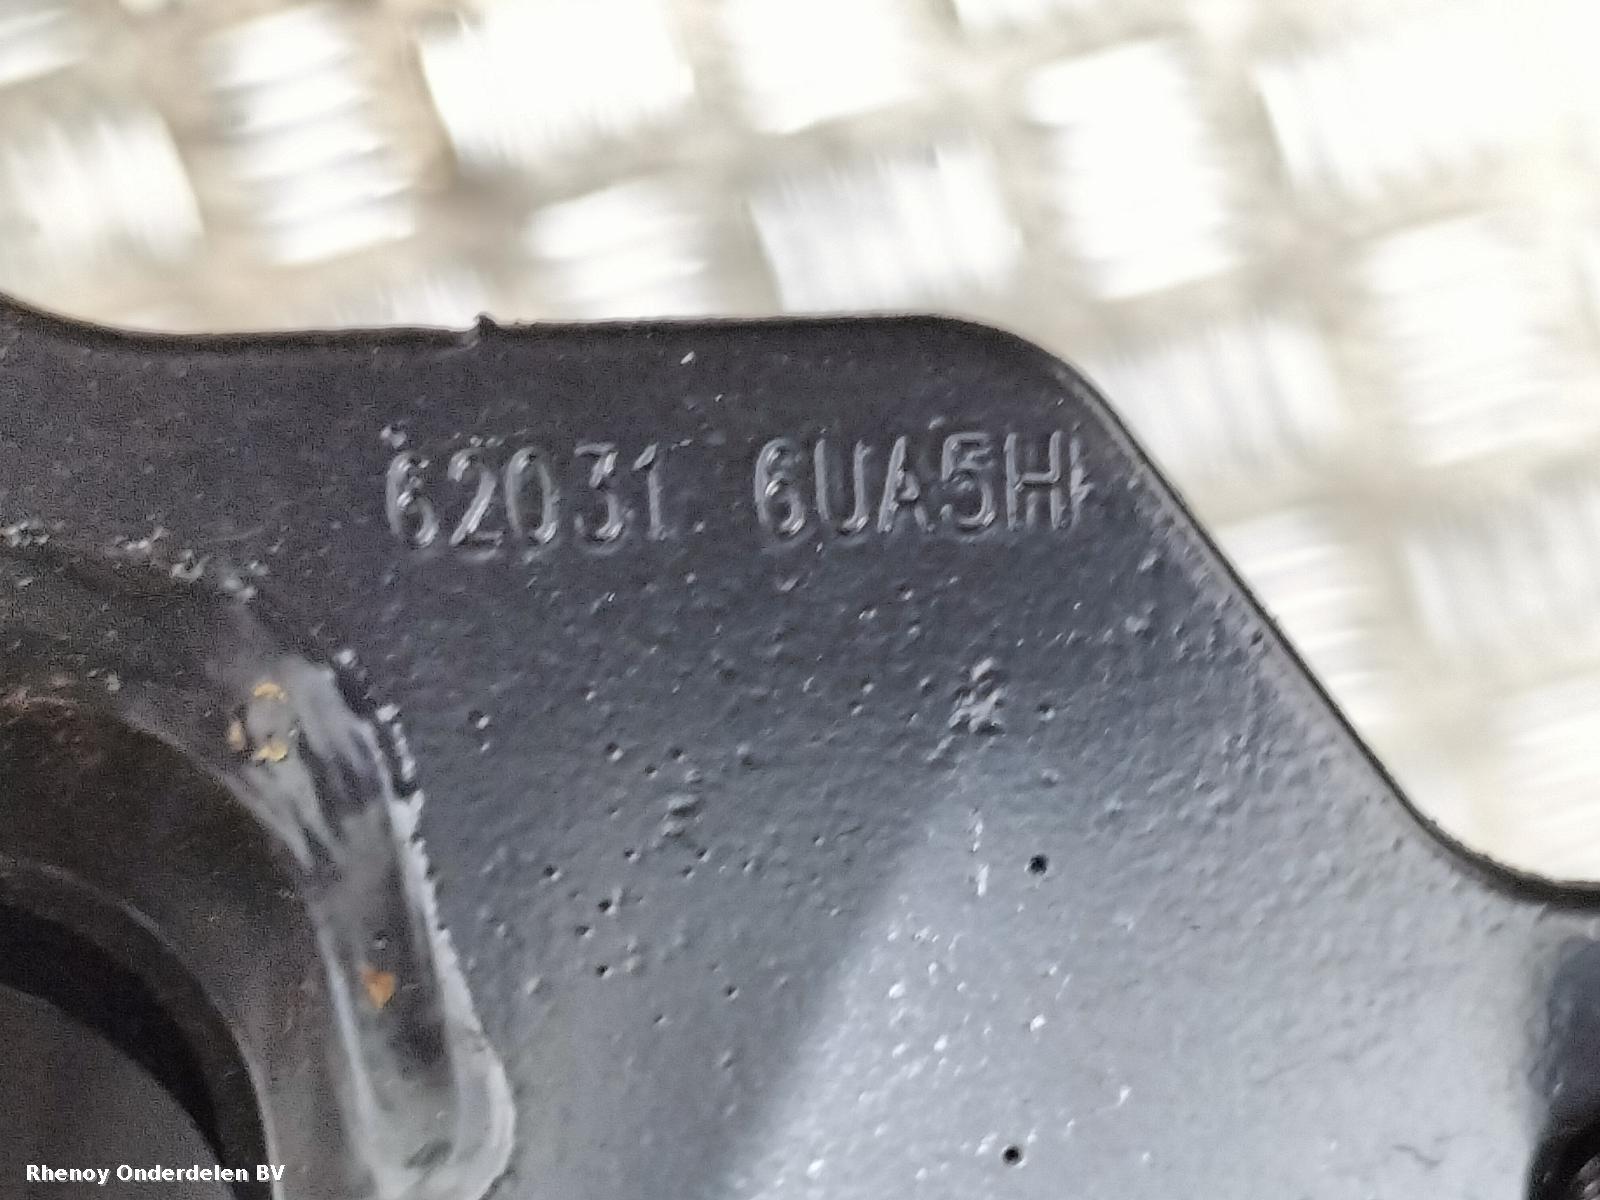 62031 6UA5H
Rhenoy Onderdelen BV